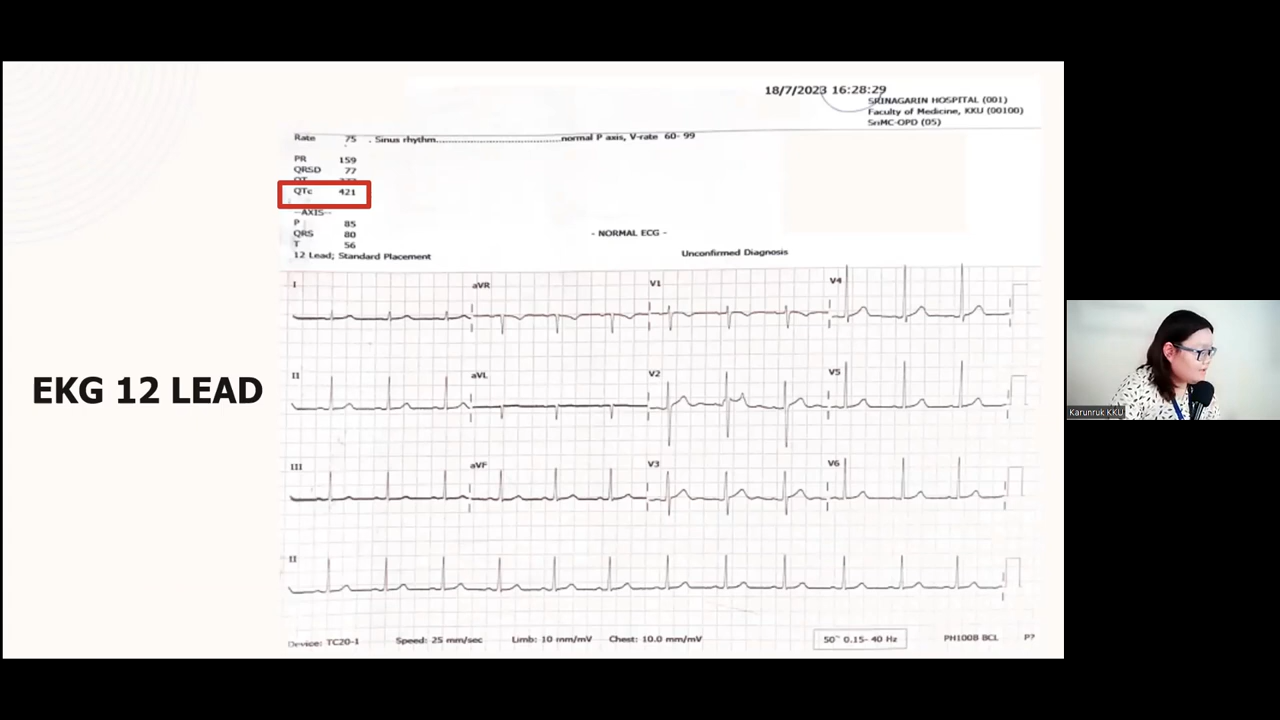 18/7/2023 16:28:29
SRINAGARIN HOSPITAL (001)
Faculty of Medicine, KKU (00100)
SriMC-OPD (05)
Rate 75 . Sinus rhythm..............................normal P axis, V-rate 60- 99
PR 159
QRSD 77
QT
QTc 421
--AXIS--
P 85
QRS 80
T 56
- NORMAL ECG -
12 Lead; Standard Placement
Unconfirmed Diagnosis
I aVR V1 V4
EKG 12 LEAD
II aVL V2 V5
III aVF V3 V6
II
Device: TC20-1 Speed: 25 mm/sec Limb: 10 mm/mV Chest: 10.0 mm/mV 50~ 0.15- 40 Hz PH100B BCL P?
Karunruk KKU